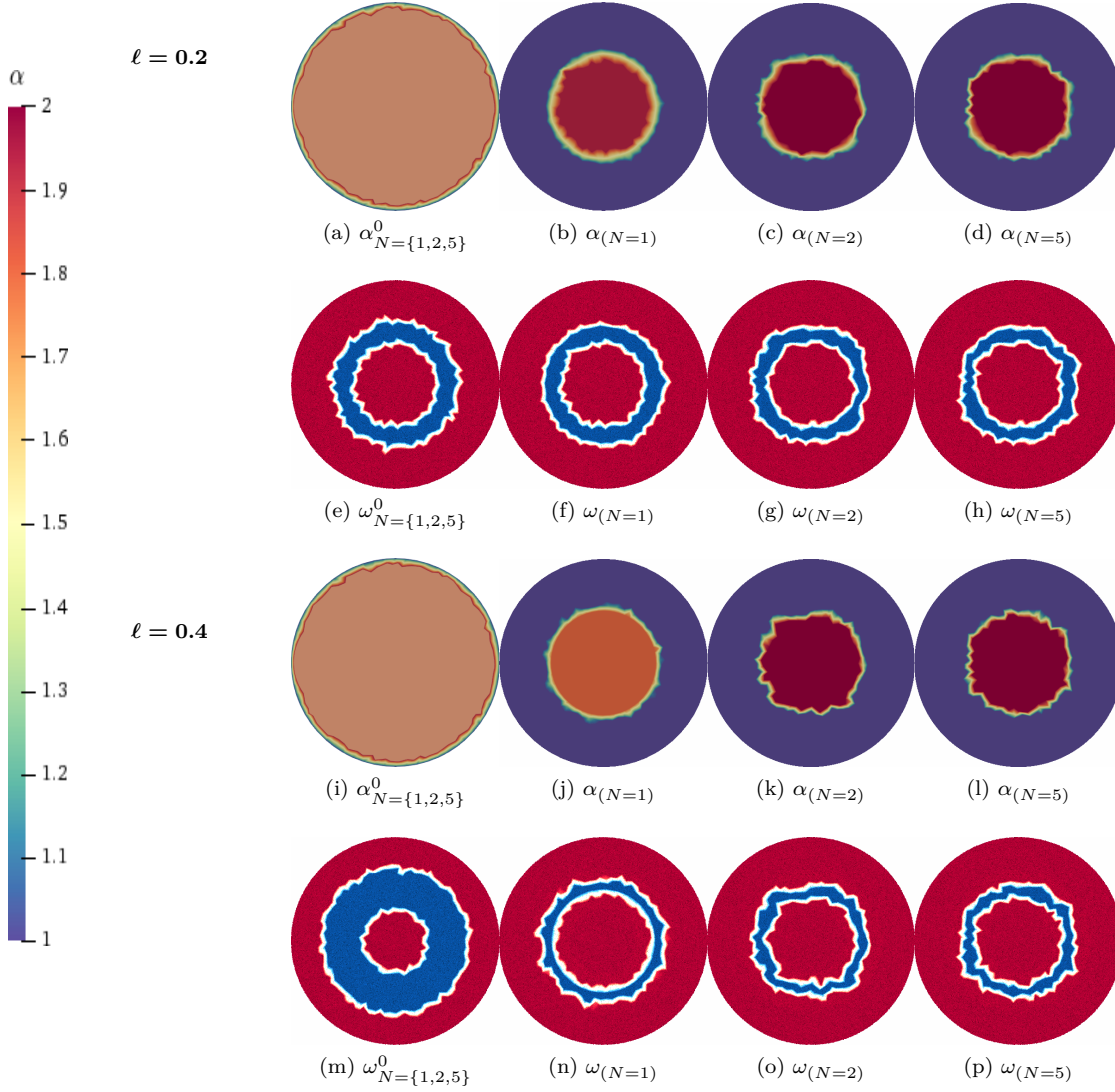 ℓ = 0.2
α
2
1.9
1.8
1.7
1.6
1.5
1.4
1.3
1.2
1.1
1
(a) α⁰_{N={1,2,5}} (b) α_{(N=1)} (c) α_{(N=2)} (d) α_{(N=5)}
(e) ω⁰_{N={1,2,5}} (f) ω_{(N=1)} (g) ω_{(N=2)} (h) ω_{(N=5)}
ℓ = 0.4
(i) α⁰_{N={1,2,5}} (j) α_{(N=1)} (k) α_{(N=2)} (l) α_{(N=5)}
(m) ω⁰_{N={1,2,5}} (n) ω_{(N=1)} (o) ω_{(N=2)} (p) ω_{(N=5)}